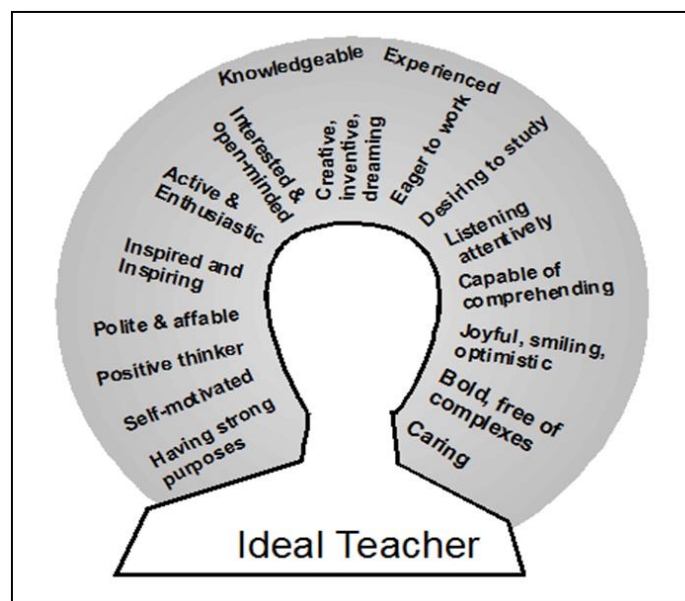 Knowledgeable
Experienced
Interested &
open-minded
Creative,
inventive,
dreaming
Eager to work
Active &
Enthusiastic
Desiring to study
Inspired and
Inspiring
Listening
attentively
Polite & affable
Capable of
comprehending
Positive thinker
Joyful, smiling,
optimistic
Self-motivated
Bold, free of
complexes
Having strong
purposes
Caring
Ideal Teacher